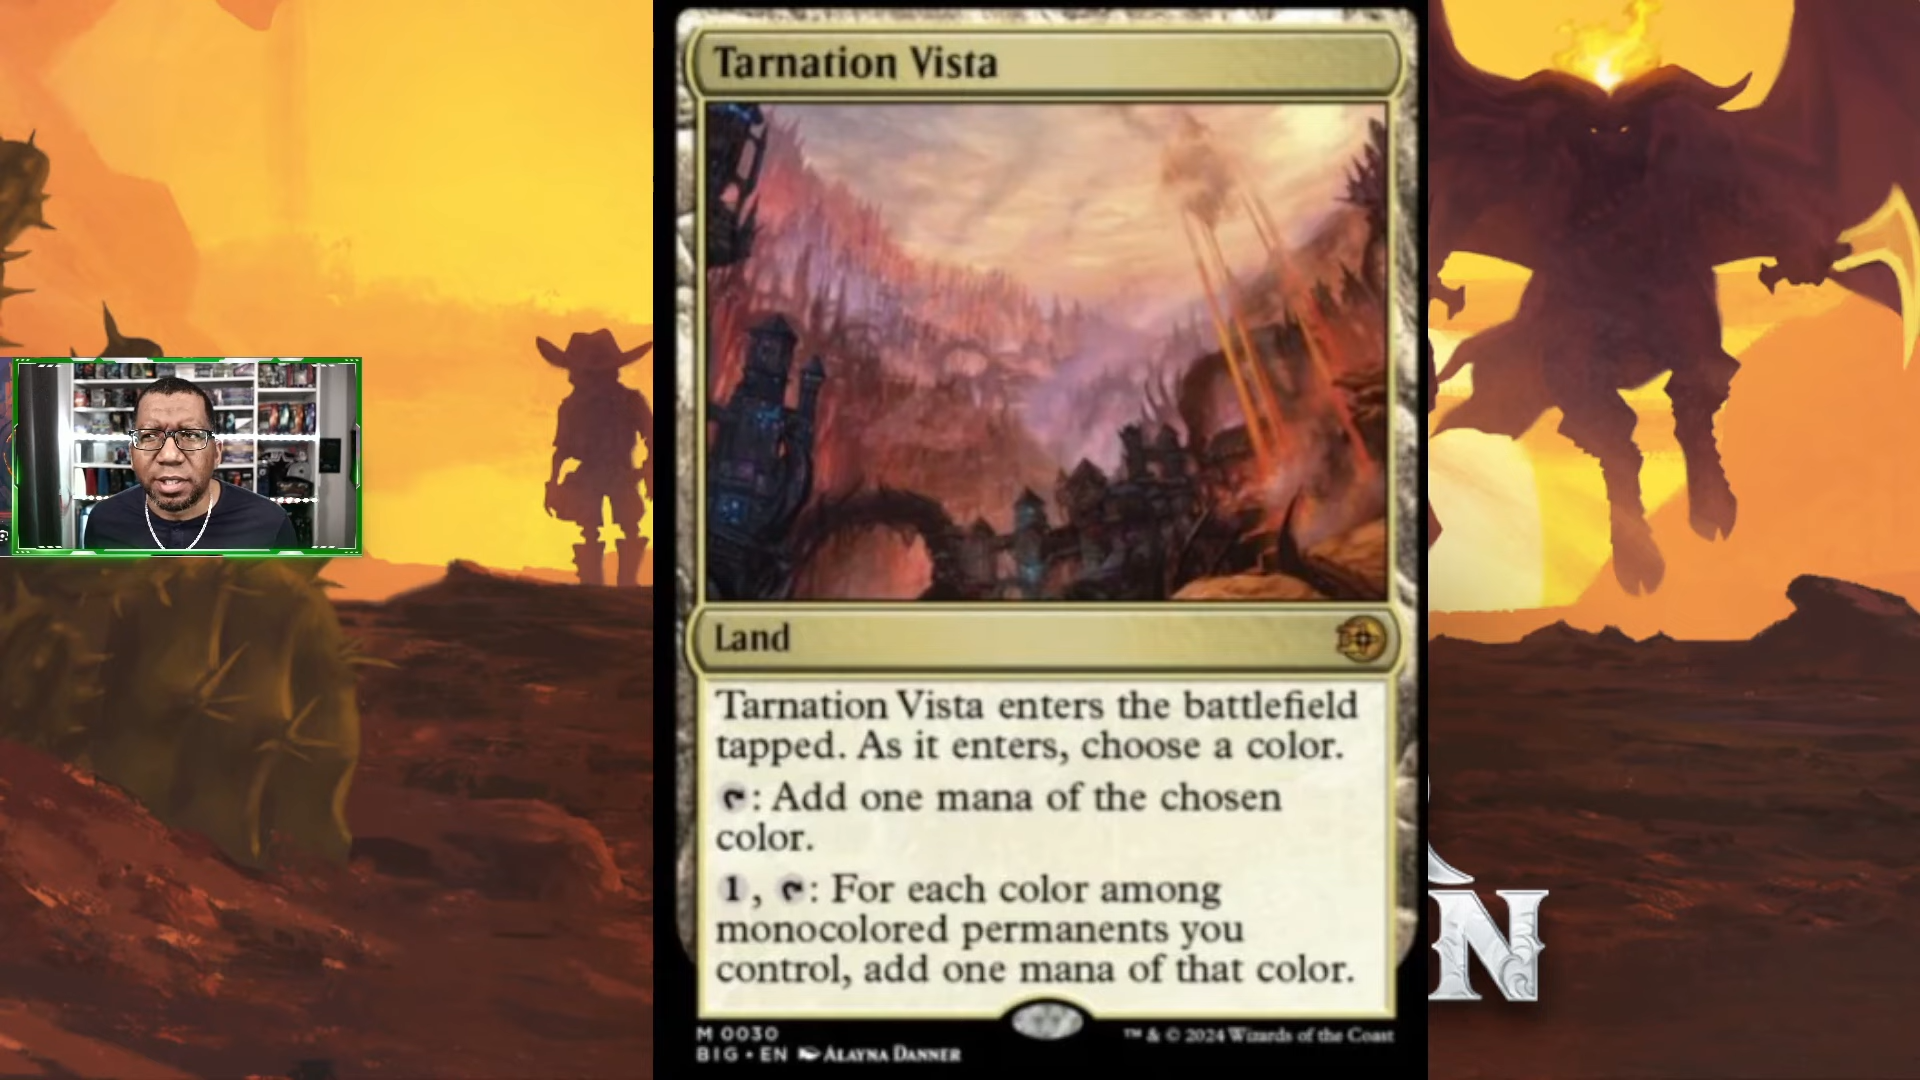 Tarnation Vista
Land
Tarnation Vista enters the battlefield
tapped. As it enters, choose a color.
: Add one mana of the chosen
color.
1, : For each color among
monocolored permanents you
control, add one mana of that color.
M 0030
™ & © 2024 Wizards of the Coast
BIG • EN ALAYNA DANNER
N